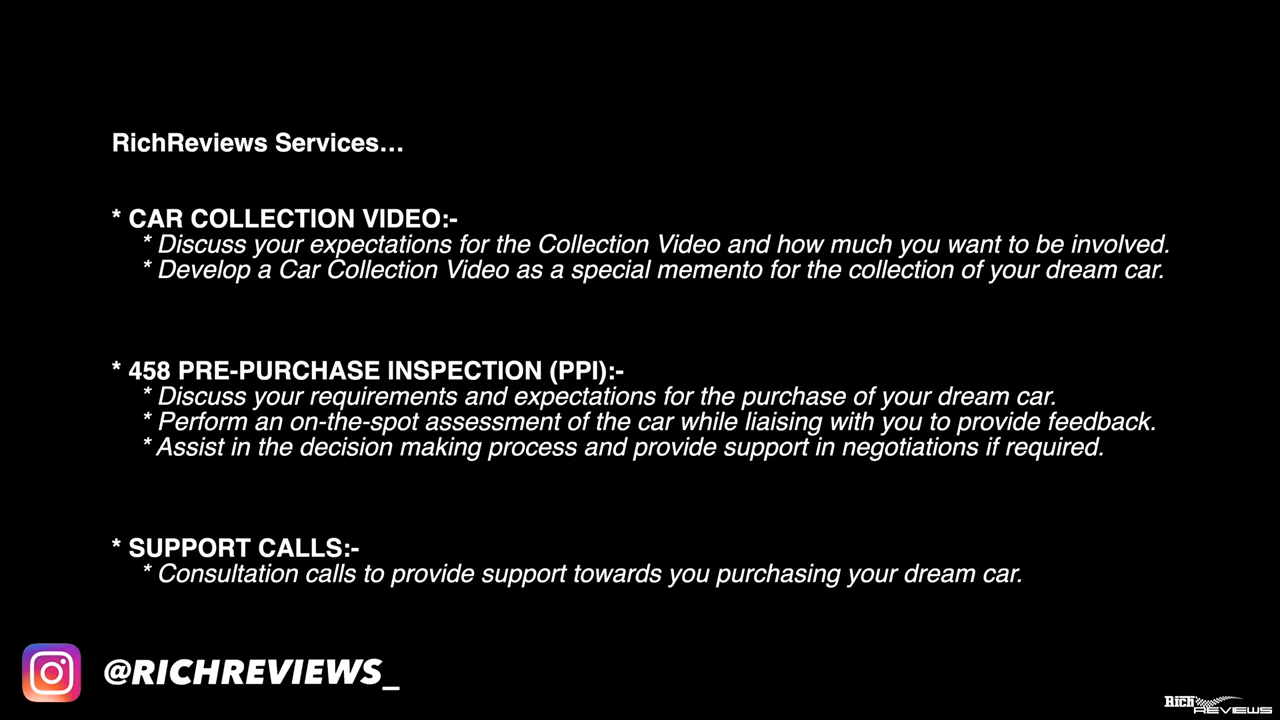 RichReviews Services…
* CAR COLLECTION VIDEO:-
* Discuss your expectations for the Collection Video and how much you want to be involved.
* Develop a Car Collection Video as a special memento for the collection of your dream car.
* 458 PRE-PURCHASE INSPECTION (PPI):-
* Discuss your requirements and expectations for the purchase of your dream car.
* Perform an on-the-spot assessment of the car while liaising with you to provide feedback.
* Assist in the decision making process and provide support in negotiations if required.
* SUPPORT CALLS:-
* Consultation calls to provide support towards you purchasing your dream car.
@RICHREVIEWS_
Rich
REVIEWS